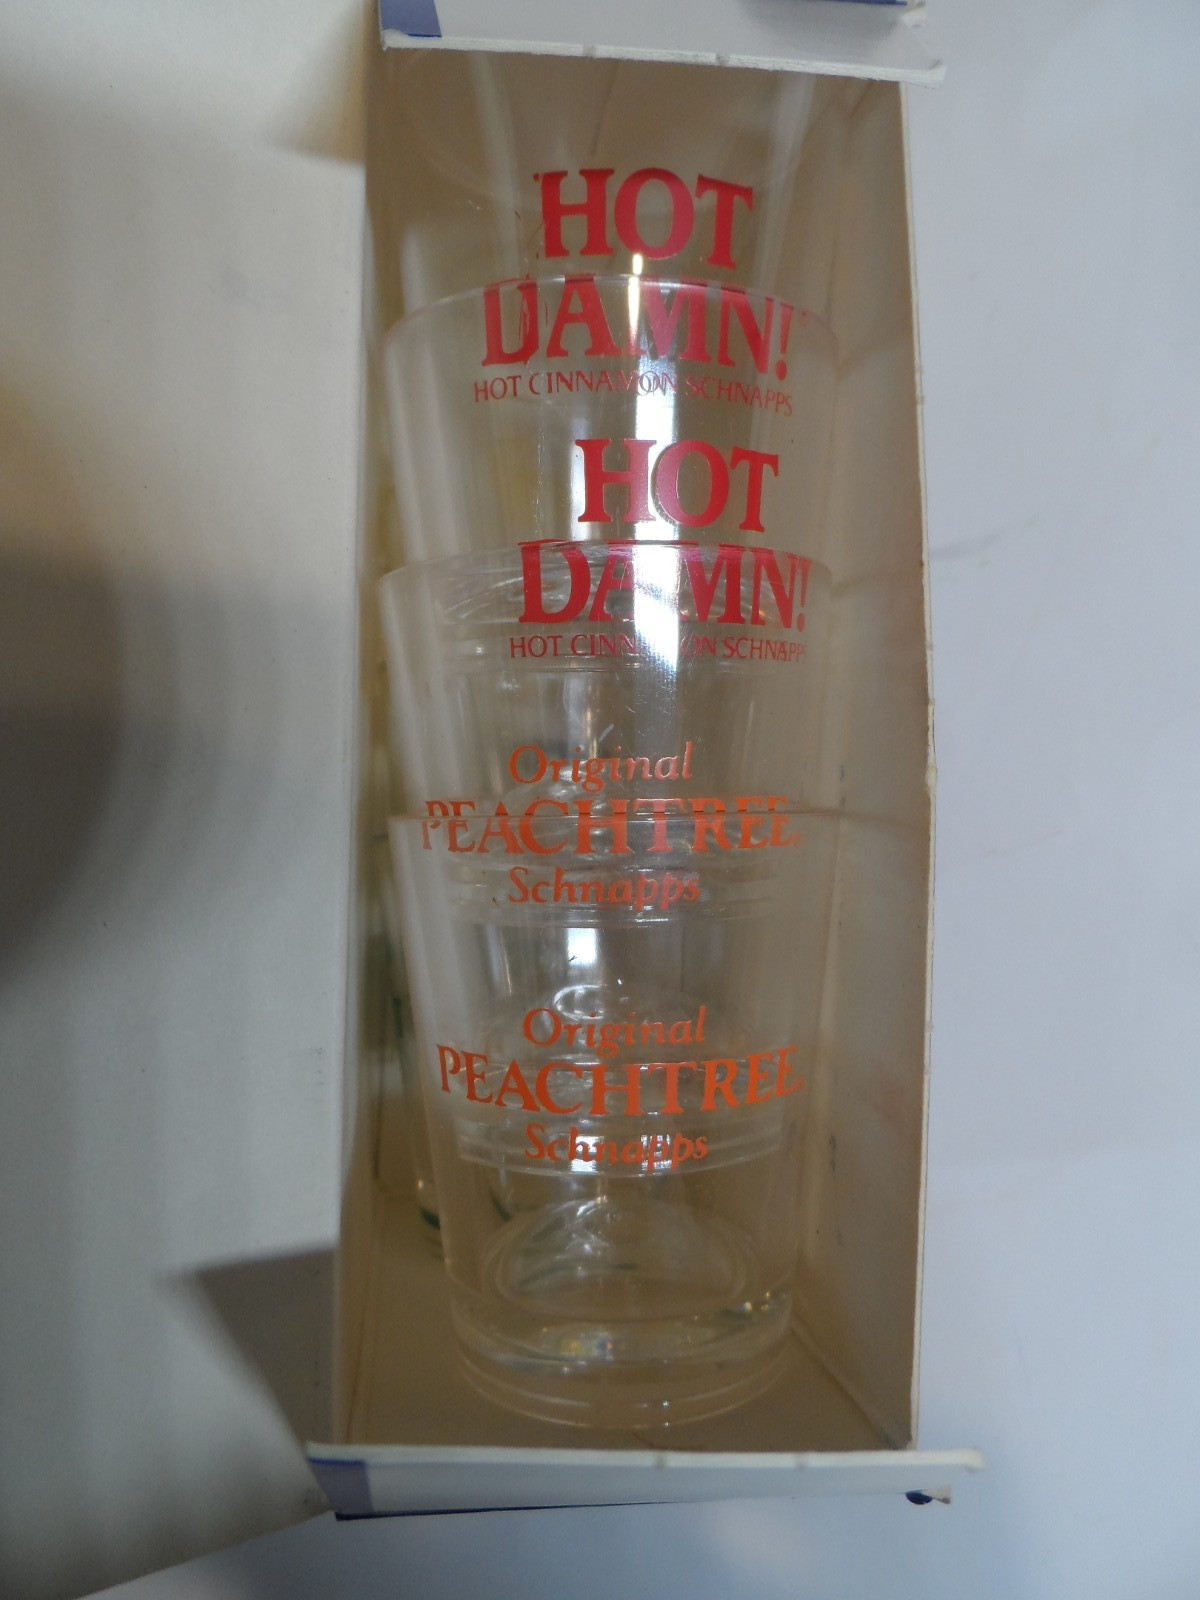 HOT
DAMN!
HOT CINNAMON SCHNAPPS
HOT
DAMN!
HOT CINNAMON SCHNAPPS
Original
PEACHTREE
Schnapps
Original
PEACHTREE
Schnapps